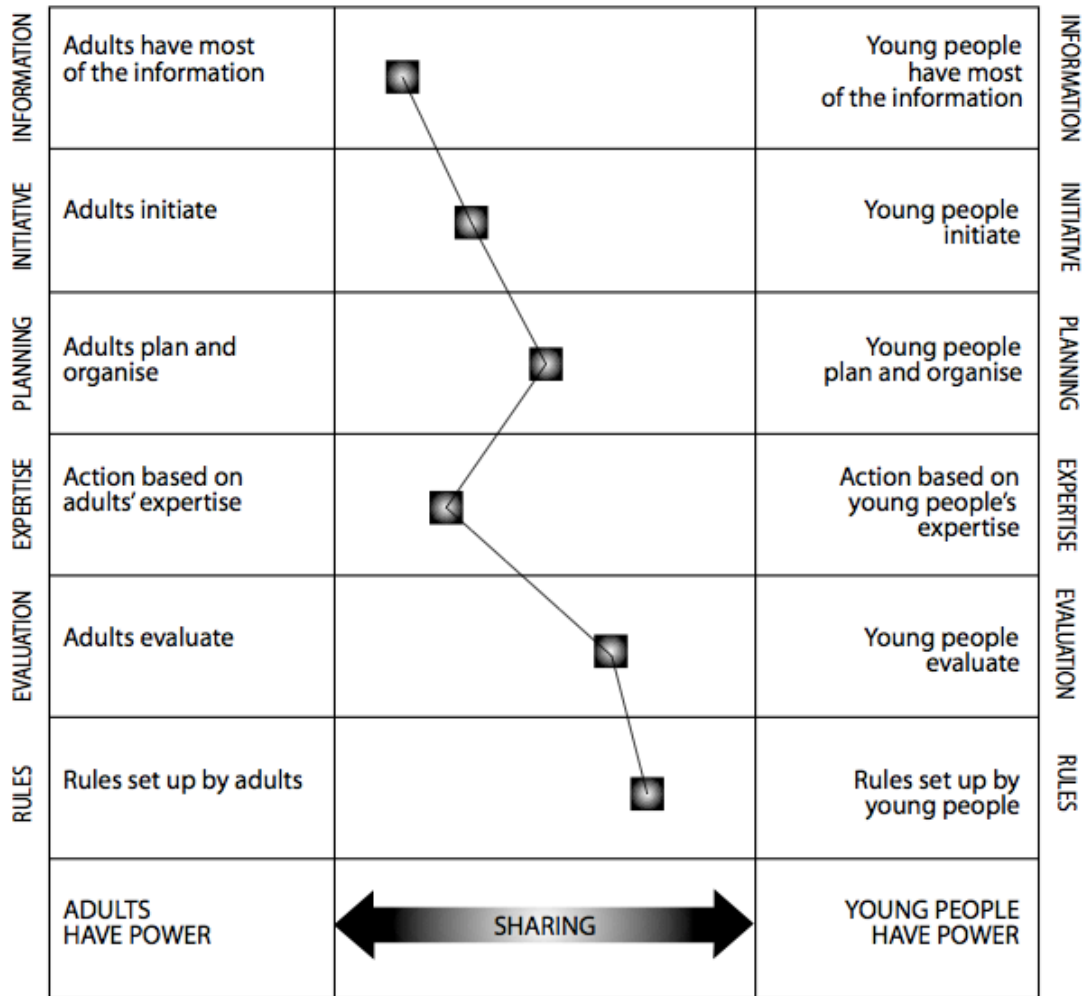 INFORMATION
Adults have most
of the information
Young people
have most
of the information
INFORMATION
INITIATIVE
Adults initiate
Young people
initiate
INITIATIVE
PLANNING
Adults plan and
organise
Young people
plan and organise
PLANNING
EXPERTISE
Action based on
adults' expertise
Action based on
young people's
expertise
EXPERTISE
EVALUATION
Adults evaluate
Young people
evaluate
EVALUATION
RULES
Rules set up by adults
Rules set up by
young people
RULES
ADULTS
HAVE POWER
SHARING
YOUNG PEOPLE
HAVE POWER